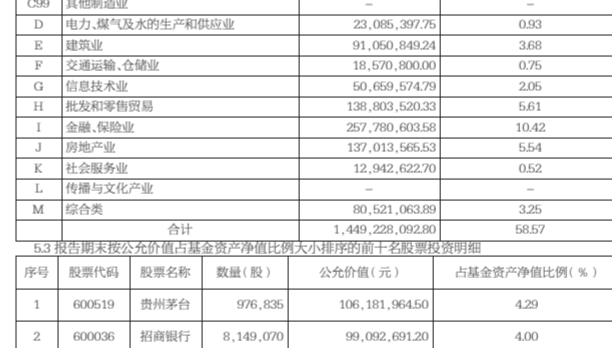 C99 其他制造业 – –
D 电力、煤气及水的生产和供应业 23,085,397.75 0.93
E 建筑业 91,050,849.24 3.68
F 交通运输、仓储业 18,570,800.00 0.75
G 信息技术业 50,659,574.79 2.05
H 批发和零售贸易 138,803,520.33 5.61
I 金融、保险业 257,780,603.58 10.42
J 房地产业 137,013,565.53 5.54
K 社会服务业 12,942,622.70 0.52
L 传播与文化产业 – –
M 综合类 80,521,063.89 3.25
合计 1,449,228,092.80 58.57
5.3 报告期末按公允价值占基金资产净值比例大小排序的前十名股票投资明细
序号 股票代码 股票名称 数量(股) 公允价值(元) 占基金资产净值比例(%)
1 600519 贵州茅台 976,835 106,181,964.50 4.29
2 600036 招商银行 8,149,070 99,092,691.20 4.00